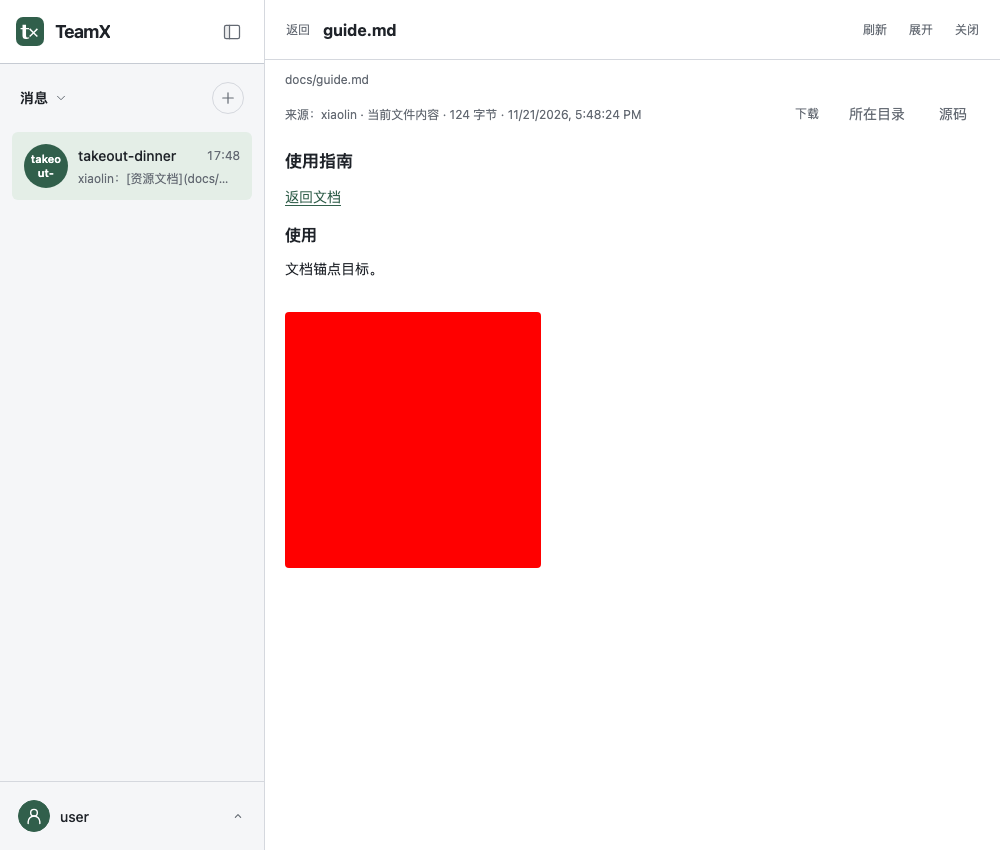 tx TeamX
消息
takeo
ut-
takeout-dinner 17:48
xiaolin：[资源文档](docs/...
user
返回 guide.md 刷新 展开 关闭
docs/guide.md
来源：xiaolin · 当前文件内容 · 124 字节 · 11/21/2026, 5:48:24 PM 下载 所在目录 源码
使用指南
返回文档
使用
文档锚点目标。